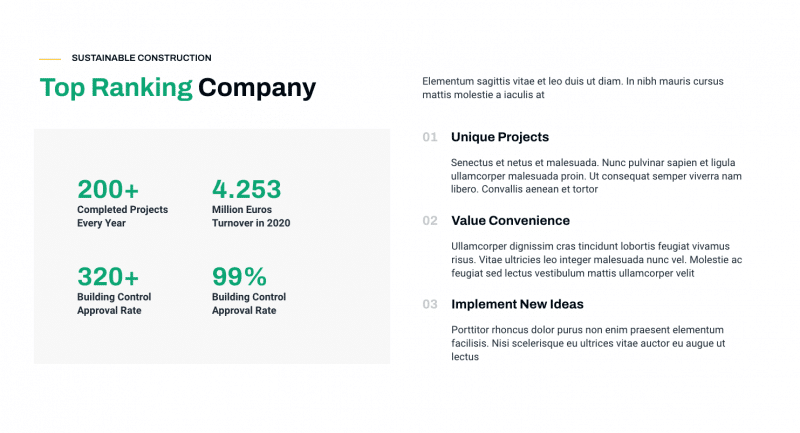 SUSTAINABLE CONSTRUCTION
Top Ranking Company
200+
Completed Projects
Every Year
4.253
Million Euros
Turnover in 2020
320+
Building Control
Approval Rate
99%
Building Control
Approval Rate
Elementum sagittis vitae et leo duis ut diam. In nibh mauris cursus
mattis molestie a iaculis at
01 Unique Projects
Senectus et netus et malesuada. Nunc pulvinar sapien et ligula
ullamcorper malesuada proin. Ut consequat semper viverra nam
libero. Convallis aenean et tortor
02 Value Convenience
Ullamcorper dignissim cras tincidunt lobortis feugiat vivamus
risus. Vitae ultricies leo integer malesuada nunc vel. Molestie ac
feugiat sed lectus vestibulum mattis ullamcorper velit
03 Implement New Ideas
Porttitor rhoncus dolor purus non enim praesent elementum
facilisis. Nisi scelerisque eu ultrices vitae auctor eu augue ut
lectus